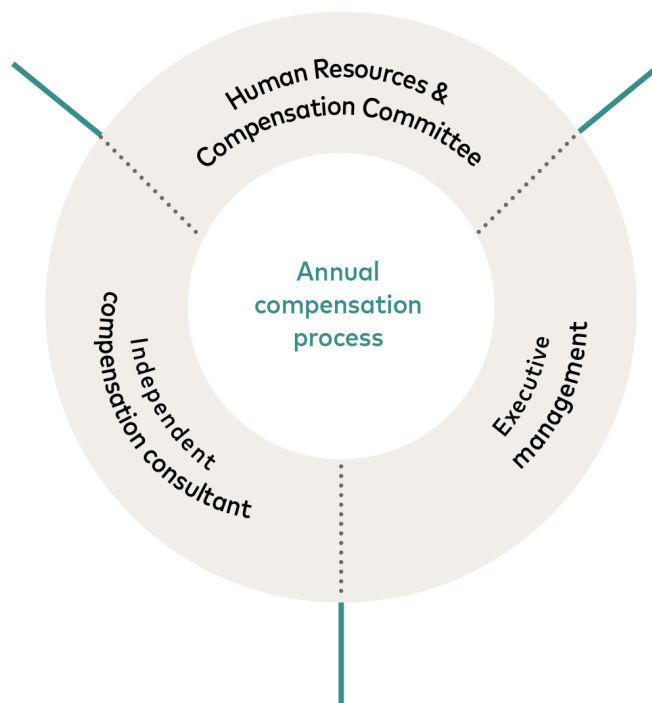 Human Resources &
Compensation Committee
Annual
compensation
process
Independent
compensation consultant
Executive
management